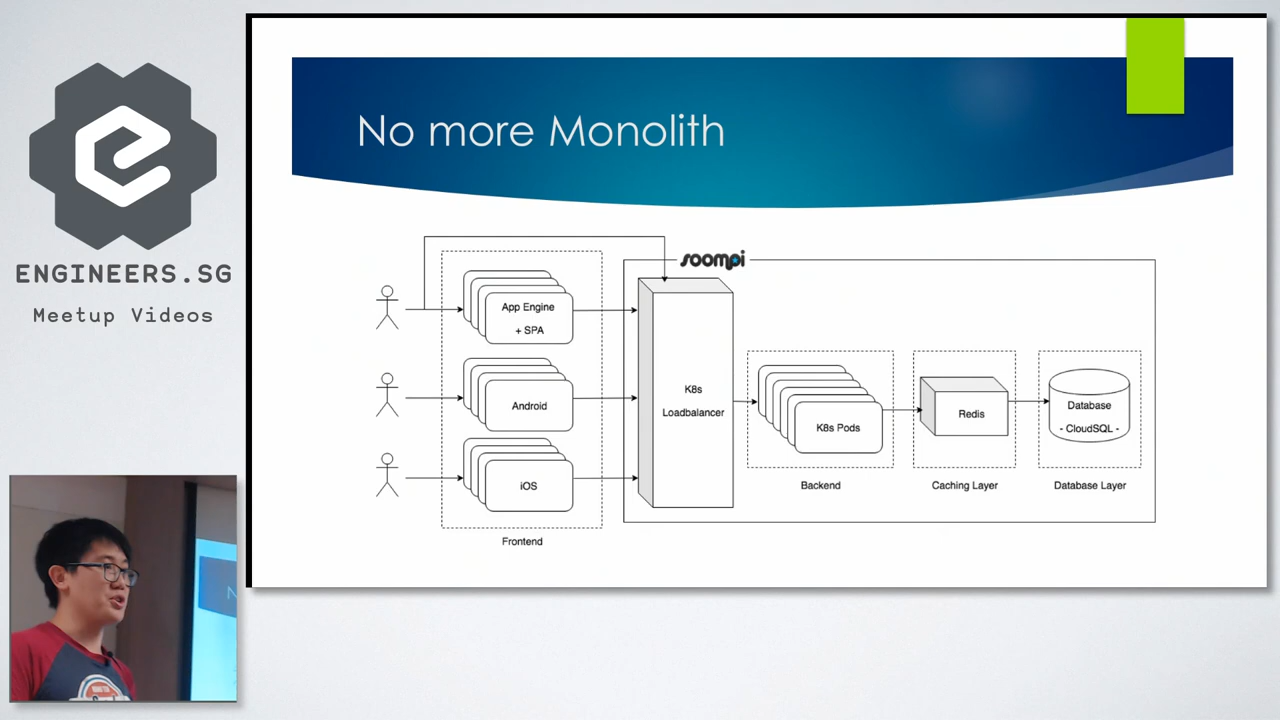 ENGINEERS.SG
Meetup Videos
No more Monolith
soompi
App Engine
+ SPA
Android
iOS
Frontend
K8s
Loadbalancer
K8s Pods
Backend
Redis
Caching Layer
Database
- CloudSQL -
Database Layer